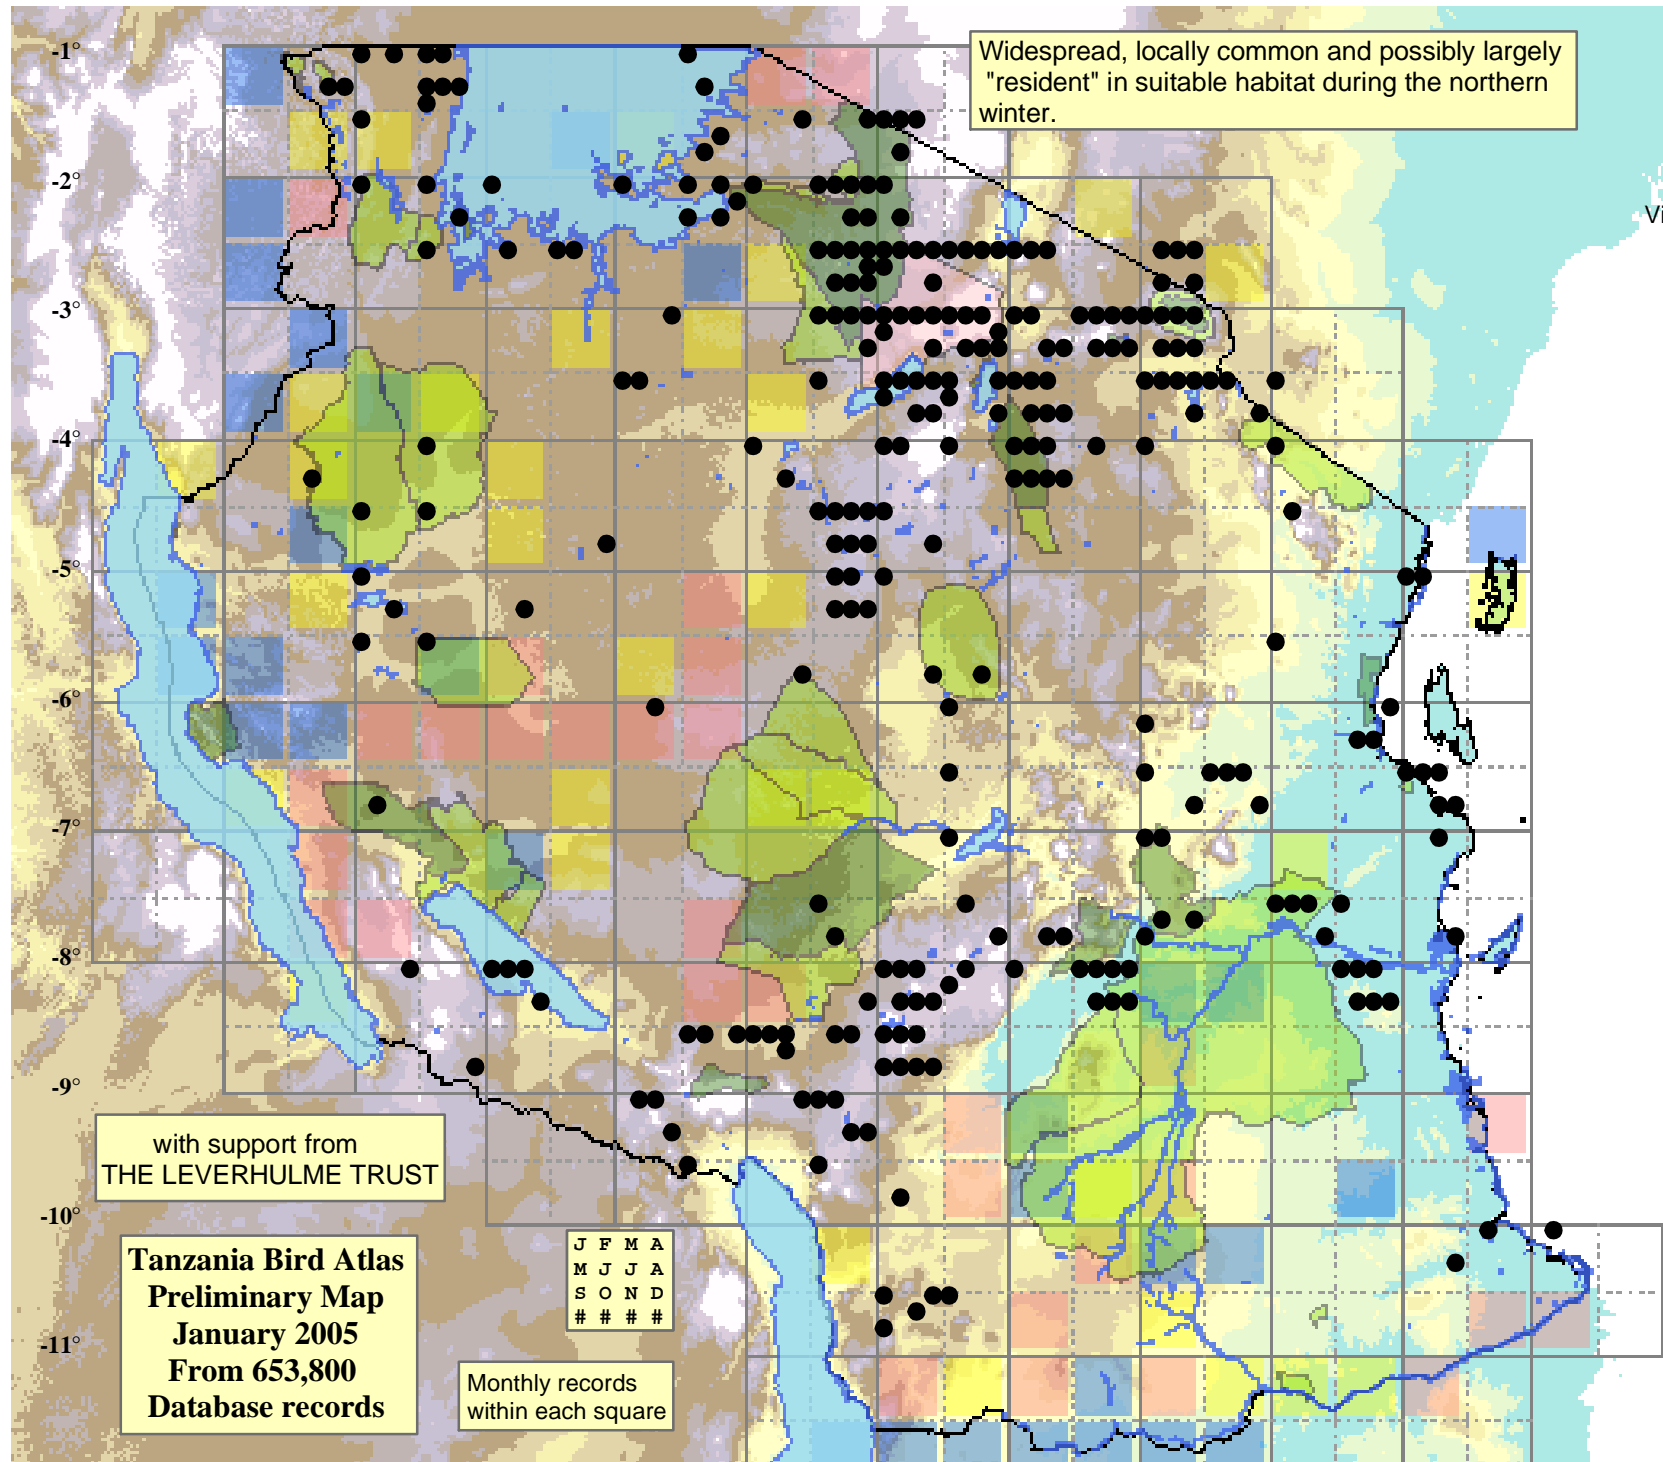 -1°
Widespread, locally common and possibly largely
"resident" in suitable habitat during the northern
winter.
-2°
Vi
-3°
-4°
-5°
-6°
-7°
-8°
-9°
with support from
THE LEVERHULME TRUST
-10°
Tanzania Bird Atlas
Preliminary Map
January 2005
From 653,800
Database records
J F M A
M J J A
S O N D
# # # #
-11°
Monthly records
within each square